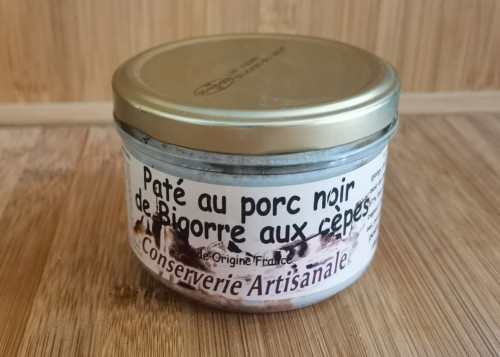 Paté au porc noir
de Bigorre aux cèpes
de Origine France
Conserverie Artisanale